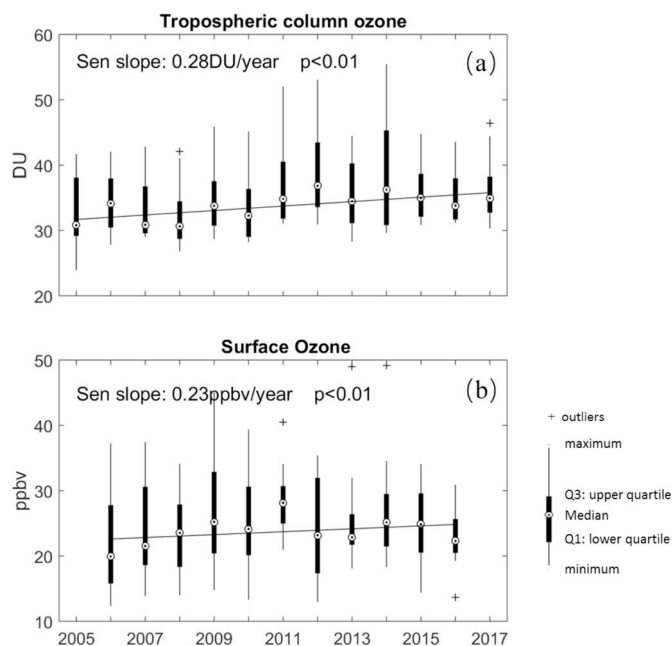 Tropospheric column ozone
60
Sen slope: 0.28DU/year p<0.01 (a)
50
DU
40
30
20
Surface Ozone
50
Sen slope: 0.23ppbv/year p<0.01 (b)
40
ppbv
30
20
10
2005 2007 2009 2011 2013 2015 2017
+ outliers
maximum
Q3: upper quartile
Median
Q1: lower quartile
minimum